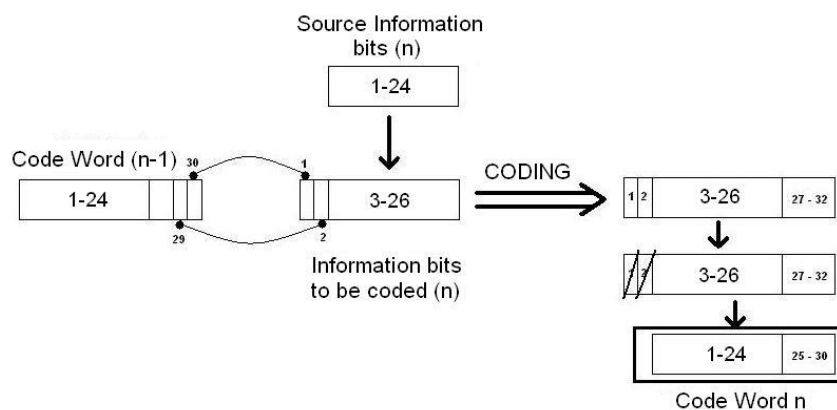 Source Information
bits (n)
1-24
Code Word (n-1)
30
1
CODING
1-24
3-26
1 2 3-26 27 - 32
29
2
Information bits
to be coded (n)
3-26 27 - 32
1-24 25 - 30
Code Word n